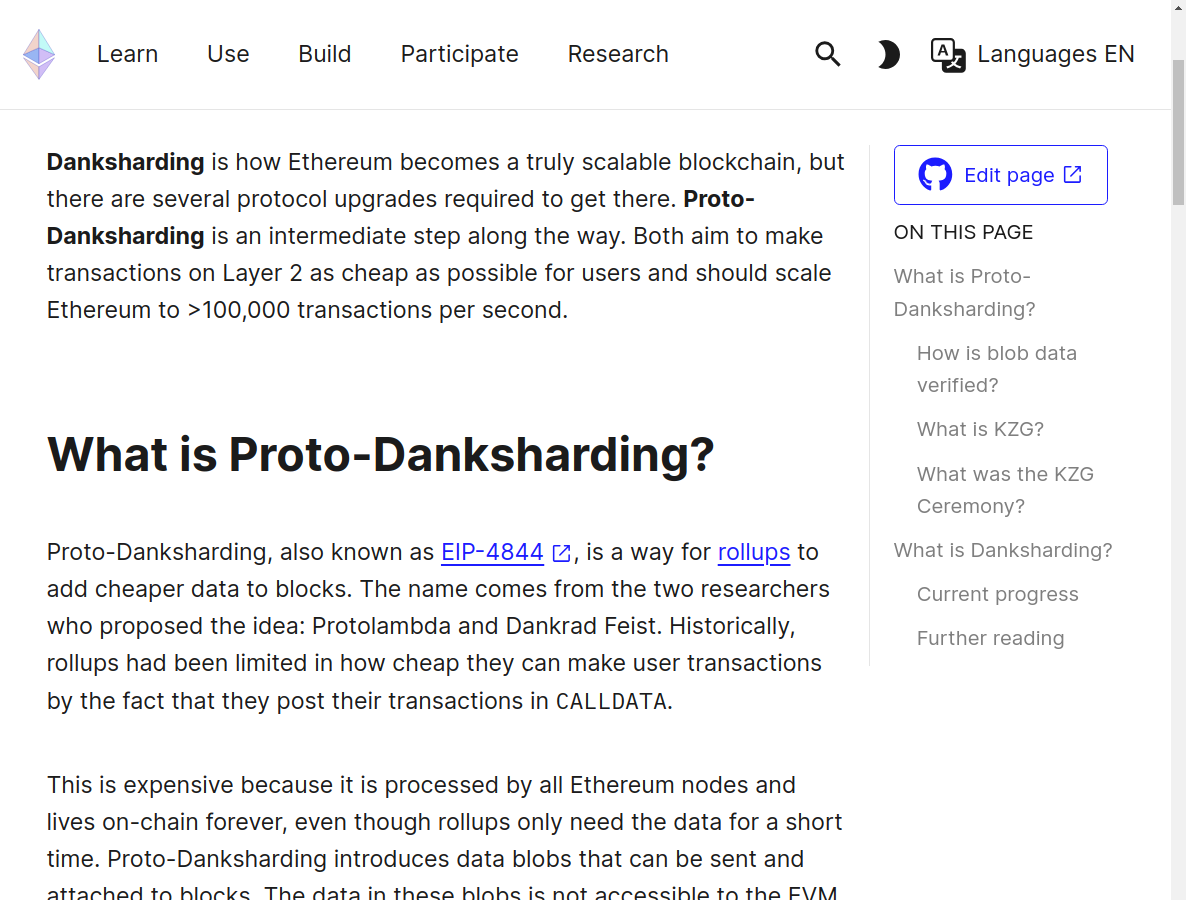 Learn Use Build Participate Research Languages EN
Danksharding is how Ethereum becomes a truly scalable blockchain, but
there are several protocol upgrades required to get there. Proto-
Danksharding is an intermediate step along the way. Both aim to make
transactions on Layer 2 as cheap as possible for users and should scale
Ethereum to >100,000 transactions per second.
What is Proto-Danksharding?
Proto-Danksharding, also known as EIP-4844, is a way for rollups to
add cheaper data to blocks. The name comes from the two researchers
who proposed the idea: Protolambda and Dankrad Feist. Historically,
rollups had been limited in how cheap they can make user transactions
by the fact that they post their transactions in CALLDATA.
This is expensive because it is processed by all Ethereum nodes and
lives on-chain forever, even though rollups only need the data for a short
time. Proto-Danksharding introduces data blobs that can be sent and
attached to blocks. The data in these blobs is not accessible to the EVM
Edit page
ON THIS PAGE
What is Proto-
Danksharding?
How is blob data
verified?
What is KZG?
What was the KZG
Ceremony?
What is Danksharding?
Current progress
Further reading